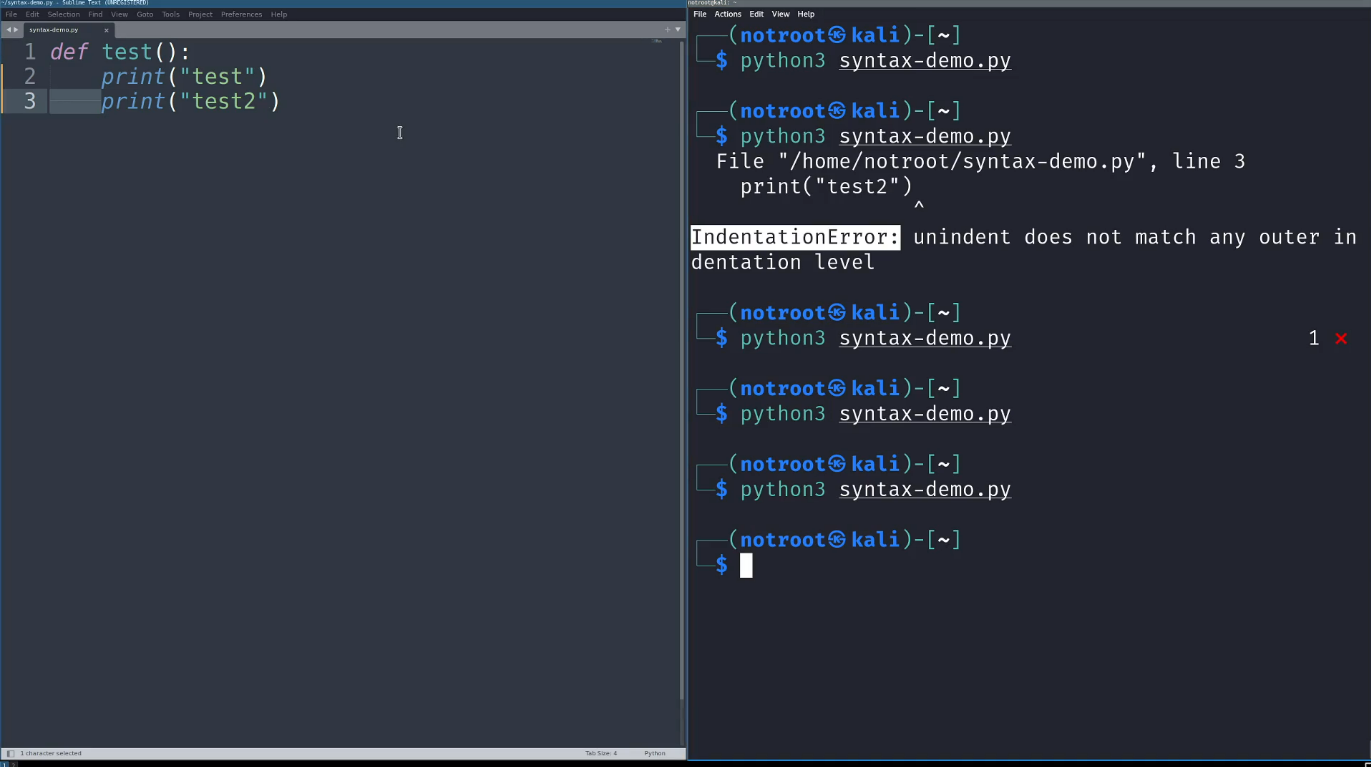 ~/syntax-demo.py - Sublime Text (UNREGISTERED)
File Edit Selection Find View Goto Tools Project Preferences Help
syntax-demo.py ×
1 def test():
2     print("test")
3     print("test2")
1 character selected
Tab Size: 4
Python
notroot@kali: ~
File Actions Edit View Help
(notroot㉿kali)-[~]
$ python3 syntax-demo.py
(notroot㉿kali)-[~]
$ python3 syntax-demo.py
File "/home/notroot/syntax-demo.py", line 3
print("test2")
^
IndentationError: unindent does not match any outer in
dentation level
(notroot㉿kali)-[~]
$ python3 syntax-demo.py 1 ×
(notroot㉿kali)-[~]
$ python3 syntax-demo.py
(notroot㉿kali)-[~]
$ python3 syntax-demo.py
(notroot㉿kali)-[~]
$